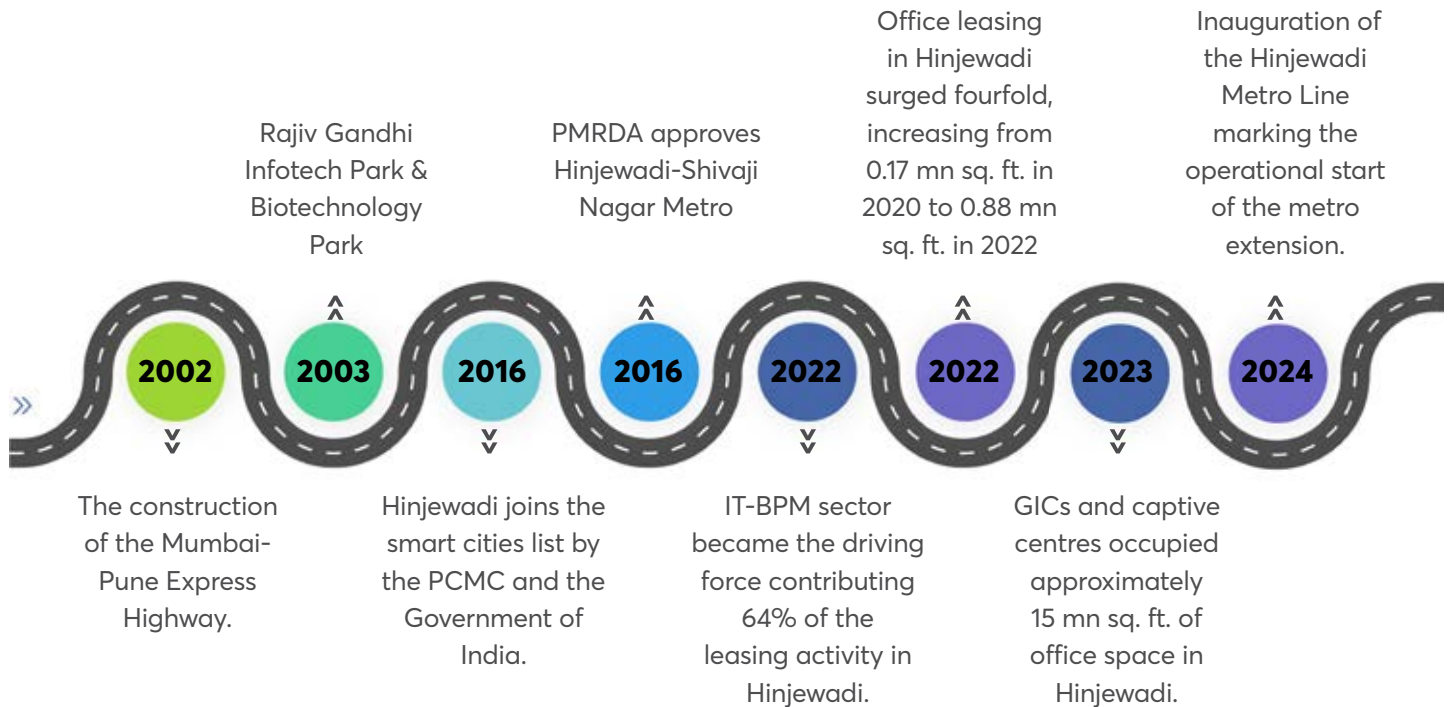 2002
The construction
of the Mumbai-
Pune Express
Highway.
Rajiv Gandhi
Infotech Park &
Biotechnology
Park
2003
2016
Hinjewadi joins the
smart cities list by
the PCMC and the
Government of
India.
PMRDA approves
Hinjewadi-Shivaji
Nagar Metro
2016
2022
IT-BPM sector
became the driving
force contributing
64% of the
leasing activity in
Hinjewadi.
Office leasing
in Hinjewadi
surged fourfold,
increasing from
0.17 mn sq. ft. in
2020 to 0.88 mn
sq. ft. in 2022
2022
2023
GICs and captive
centres occupied
approximately
15 mn sq. ft. of
office space in
Hinjewadi.
Inauguration of
the Hinjewadi
Metro Line
marking the
operational start
of the metro
extension.
2024